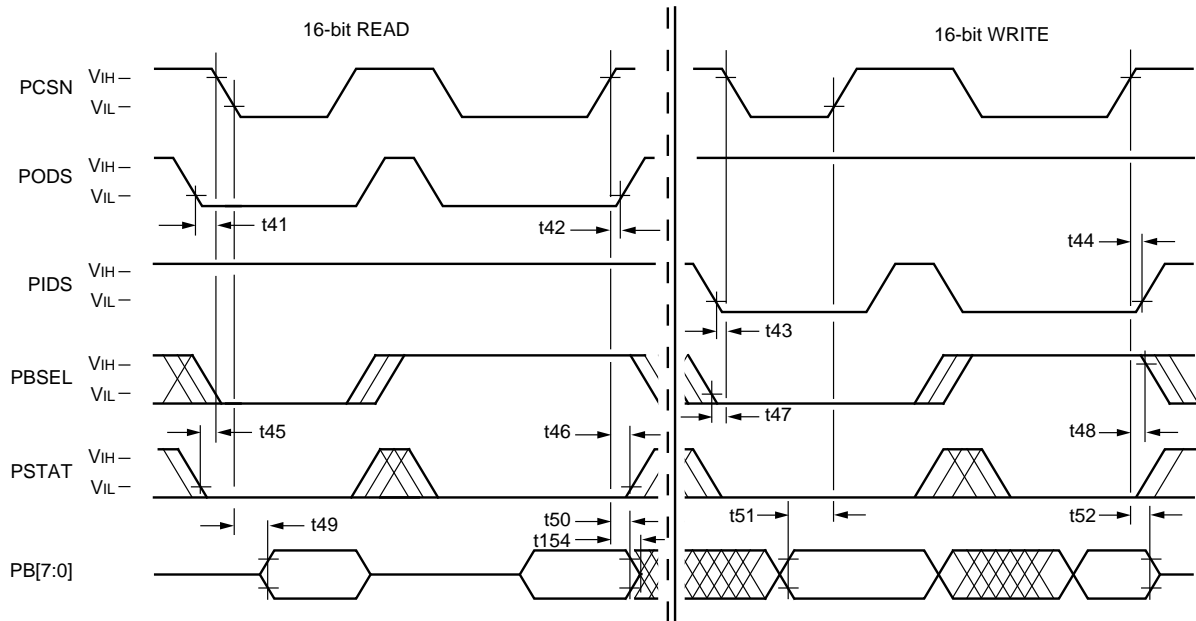 16-bit READ
16-bit WRITE
PCSN
VIH
VIL
PODS
VIH
VIL
t41
t42
t44
PIDS
VIH
VIL
t43
PBSEL
VIH
VIL
t45
t46
t47
t48
PSTAT
VIH
VIL
t49
t50
t154
t51
t52
PB[7:0]